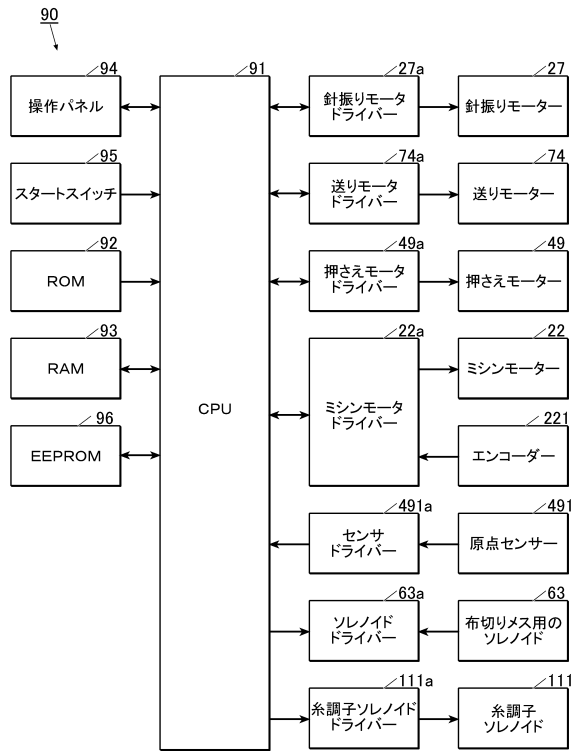 90
94
操作パネル
95
スタートスイッチ
92
ROM
93
RAM
96
EEPROM
91
CPU
27a
針振りモータ
ドライバー
27
針振りモーター
74a
送りモータ
ドライバー
74
送りモーター
49a
押さえモータ
ドライバー
49
押さえモーター
22a
ミシンモータ
ドライバー
22
ミシンモーター
221
エンコーダー
491a
センサ
ドライバー
491
原点センサー
63a
ソレノイド
ドライバー
63
布切りメス用の
ソレノイド
111a
糸調子ソレノイド
ドライバー
111
糸調子
ソレノイド